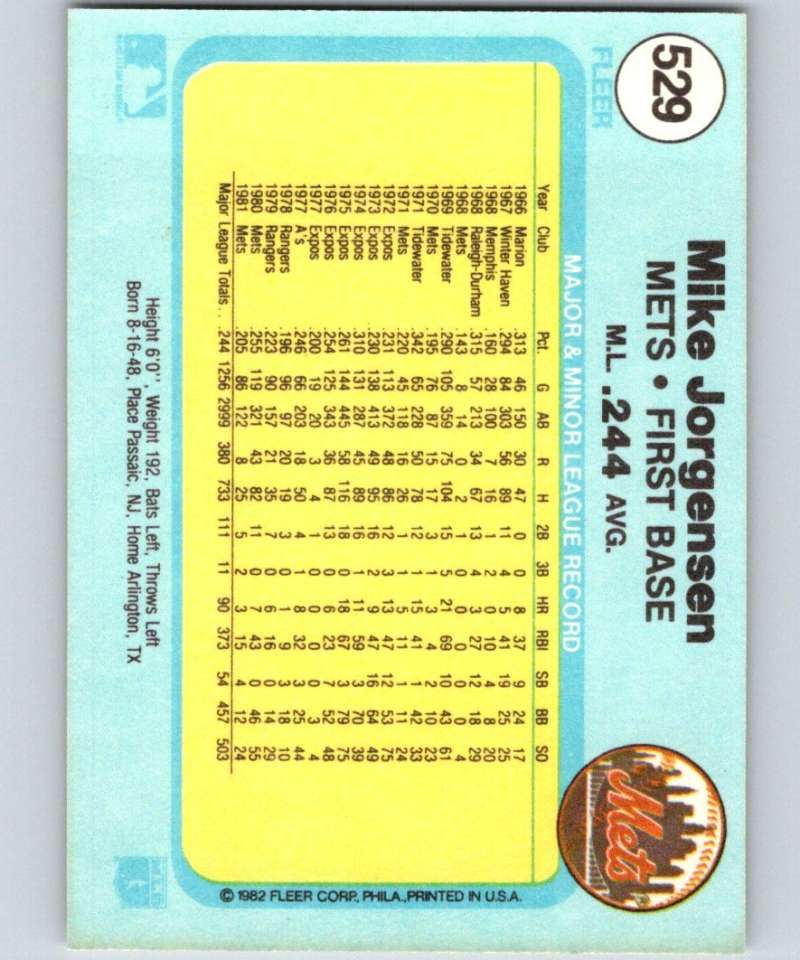 529
FLEER
Mike Jorgensen
METS • FIRST BASE
M.L. .244 AVG.
Mets
MAJOR & MINOR LEAGUE RECORD
Year Club Pct. G AB R H 2B 3B HR RBI SB BB SO
1966 Marion .313 46 150 30 47 0 0 8 37 9 24 17
1967 Winter Haven .294 84 303 56 89 11 4 5 41 19 25 25
1968 Memphis .160 28 100 7 16 4 2 4 10 4 8 20
1968 Raleigh-Durham .315 57 213 34 67 13 4 3 27 3 18 29
1968 Mets .143 8 14 0 2 1 0 0 0 0 0 4
1969 Tidewater .290 105 359 75 104 15 5 21 69 10 43 61
1970 Mets .195 76 87 15 17 3 1 3 4 2 10 23
1971 Tidewater .342 65 228 50 78 12 1 15 41 1 42 33
1971 Mets .220 45 118 16 26 1 1 5 11 1 11 24
1972 Expos .231 113 372 48 86 12 3 13 47 12 53 75
1973 Expos .230 138 413 49 95 16 2 9 47 16 64 49
1974 Expos .310 131 287 45 89 16 1 11 59 3 70 39
1975 Expos .261 144 445 58 116 18 0 18 67 3 79 75
1976 Expos .254 125 343 36 87 13 0 6 23 7 52 48
1977 Expos .200 19 20 3 4 0 0 0 0 0 3 4
1977 A's .246 66 203 18 50 4 1 8 32 3 25 44
1978 Rangers .196 96 97 20 19 3 0 1 9 3 18 10
1979 Rangers .223 90 157 21 35 7 0 6 16 0 14 29
1980 Mets .255 119 321 43 82 11 0 7 43 0 46 55
1981 Mets .205 86 122 8 25 5 2 3 15 4 12 24
Major League Totals . . .244 1256 2999 380 733 111 11 90 373 54 457 503
Height 6'0", Weight 192, Bats Left, Throws Left
Born 8-16-48, Place Passaic, NJ, Home Arlington, TX
© 1982 FLEER CORP., PHILA., PRINTED IN U.S.A.